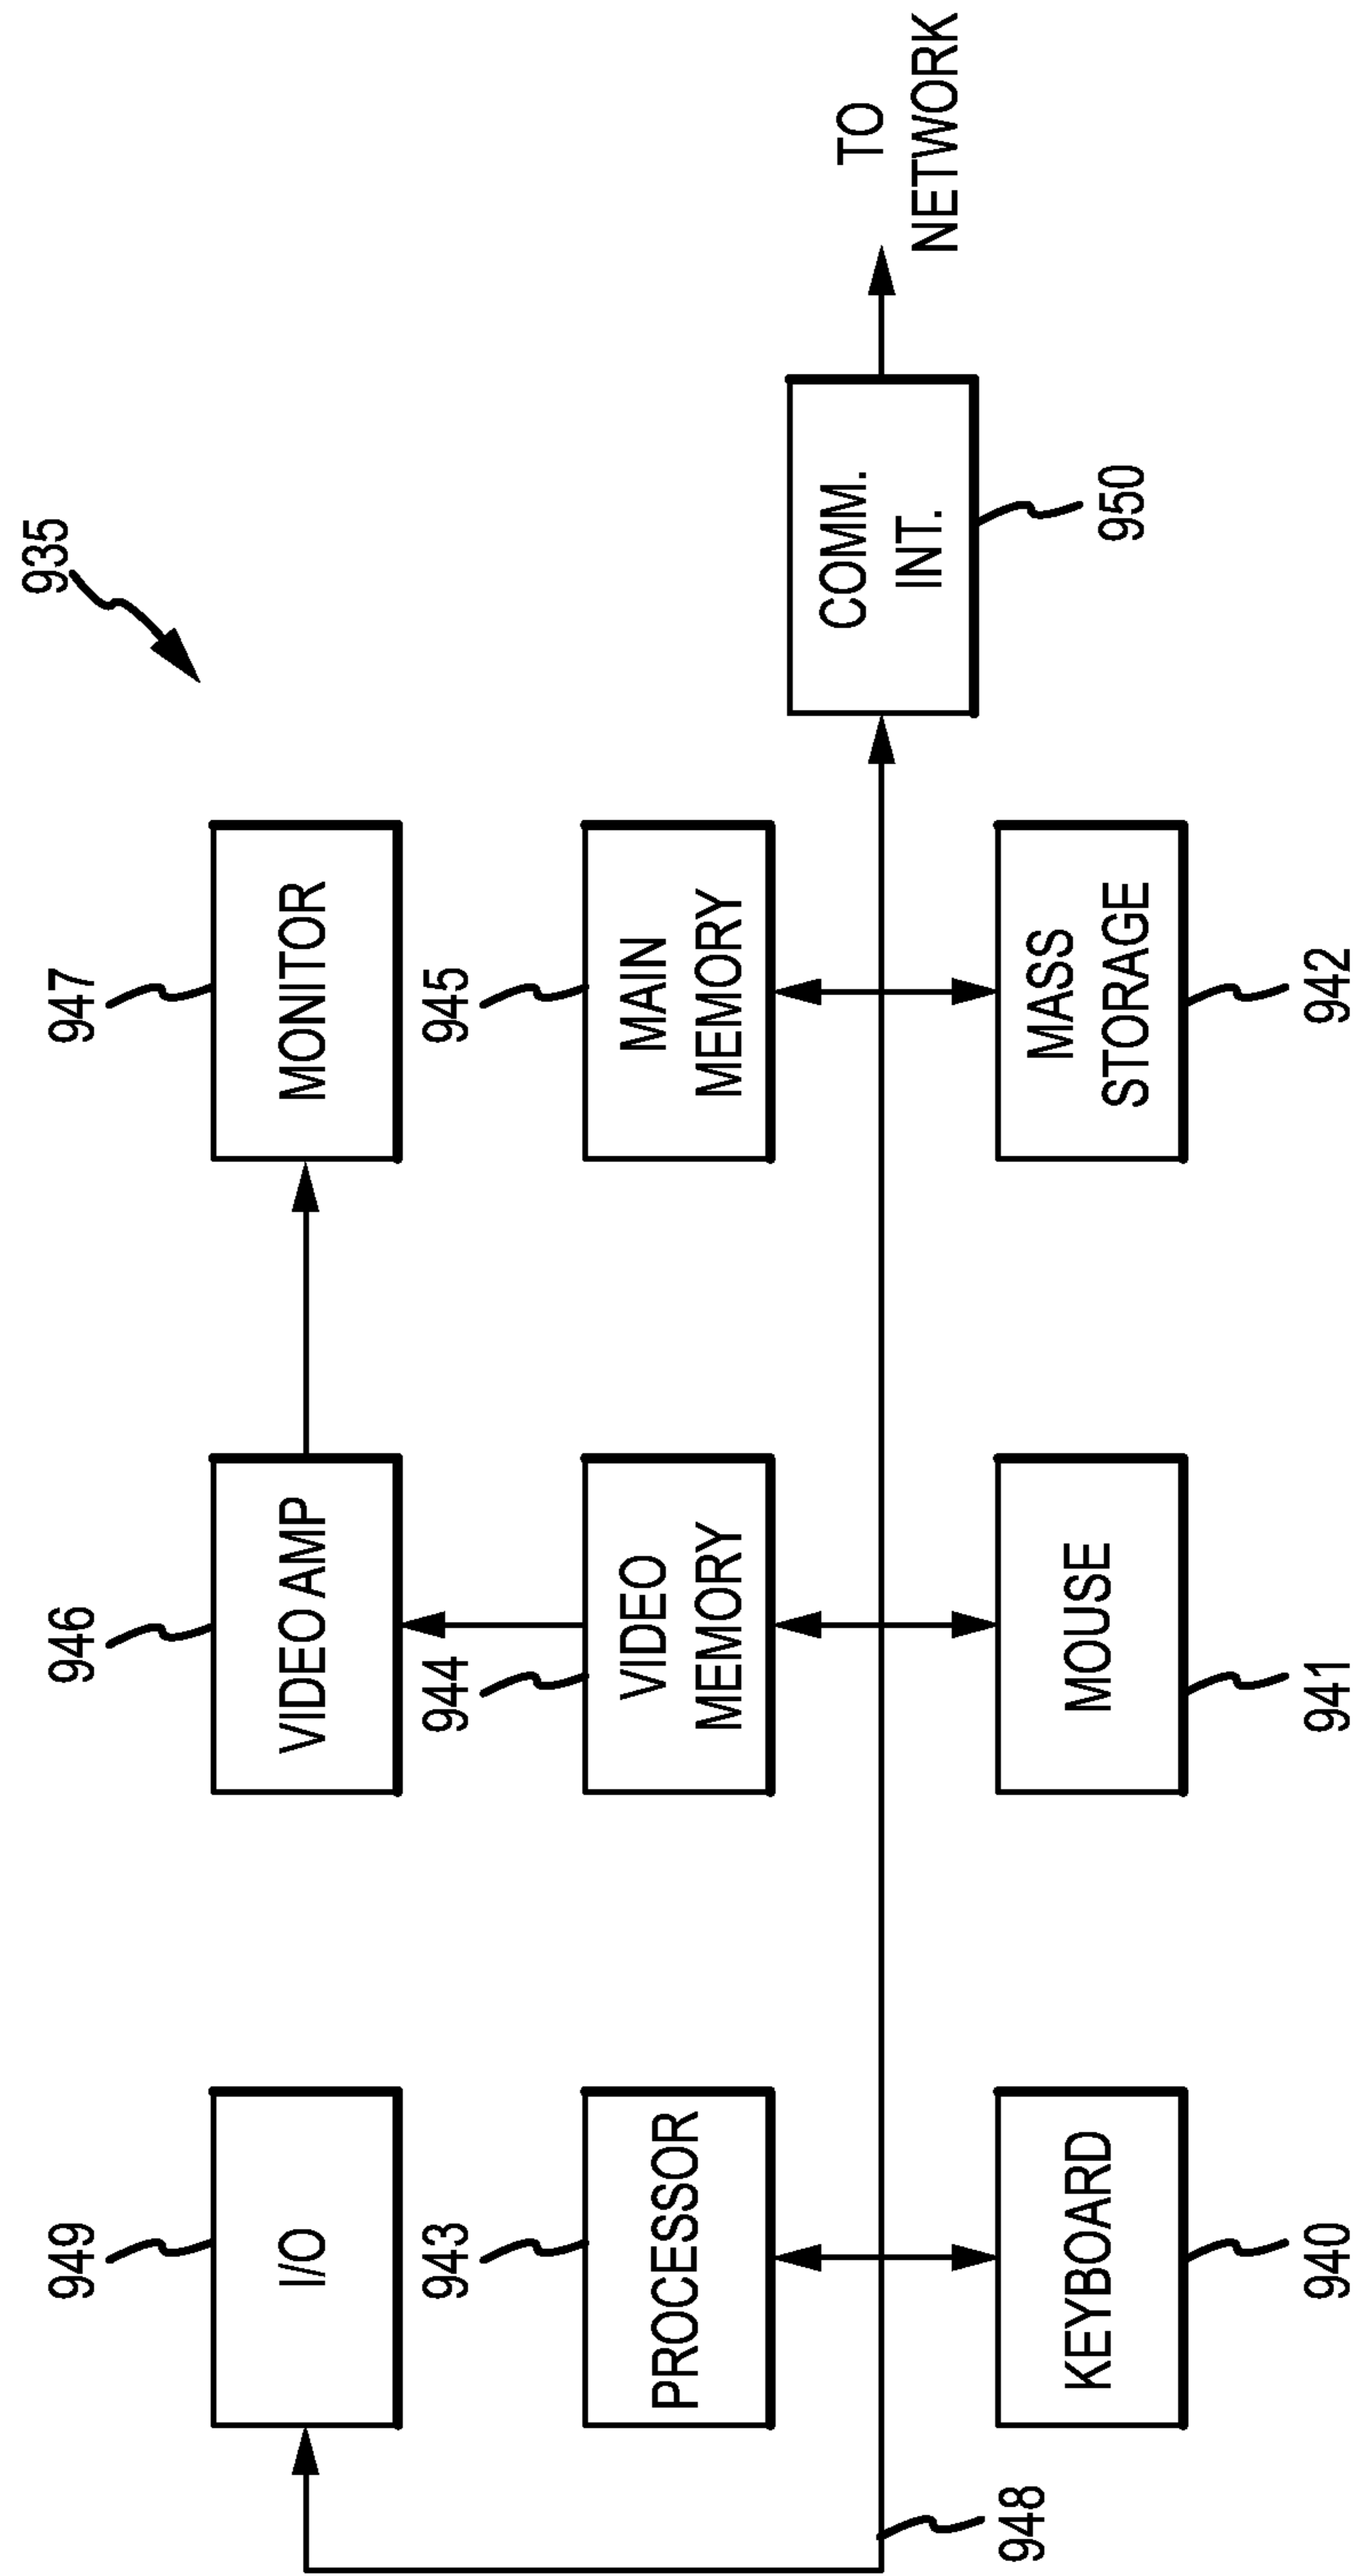 935
949
I/O
946
VIDEO AMP
947
MONITOR
943
PROCESSOR
944
VIDEO
MEMORY
945
MAIN
MEMORY
TO
NETWORK
COMM.
INT.
950
948
KEYBOARD
940
MOUSE
941
MASS
STORAGE
942